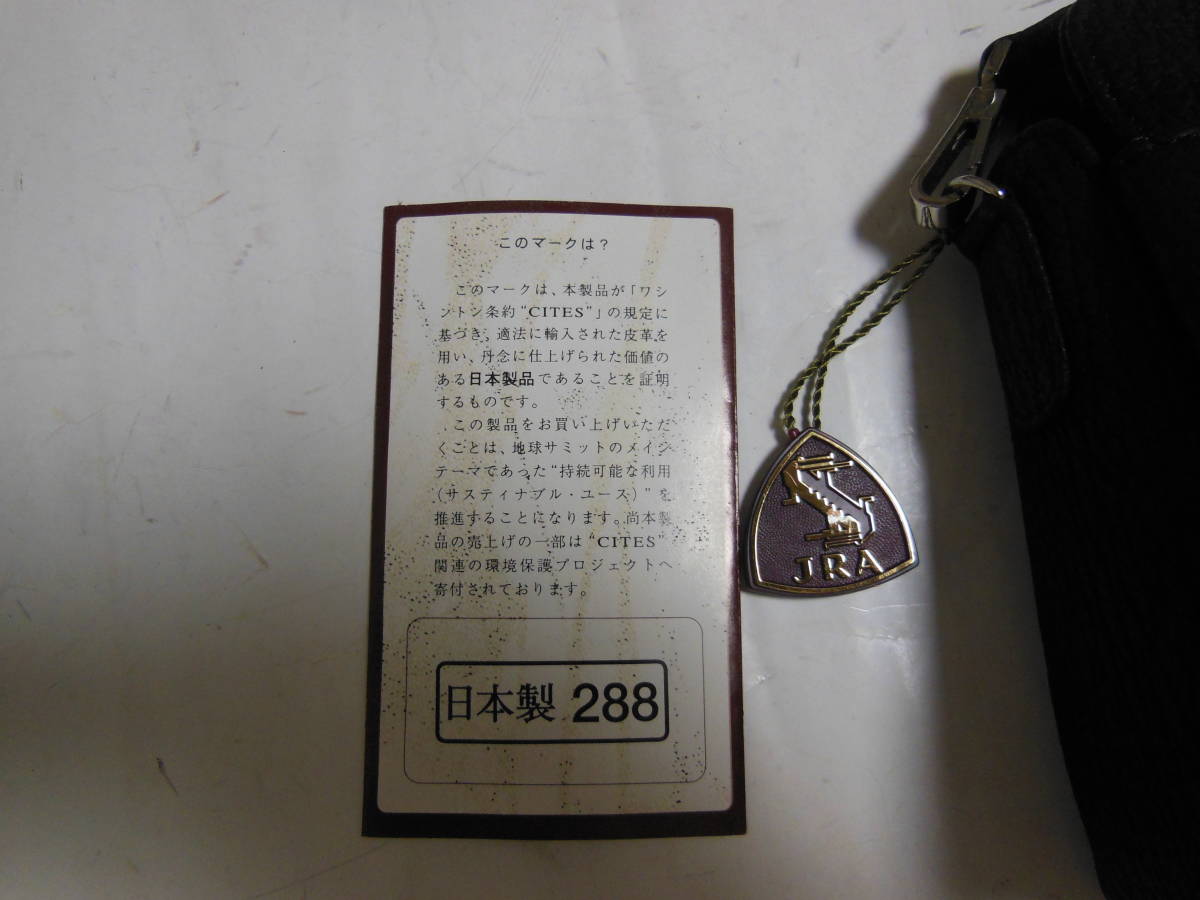 このマークは？
このマークは、本製品が「ワシ
ントン条約“CITES”」の規定に
基づき、適法に輸入された皮革を
用い、丹念に仕上げられた価値の
ある日本製品であることを証明
するものです。
この製品をお買い上げいただ
くことは、地球サミットのメイン
テーマであった“持続可能な利用
（サスティナブル・ユース）”を
推進することになります。尚本製
品の売上げの一部は“CITES”
関連の環境保護プロジェクトへ
寄付されております。
日本製 288
JRA